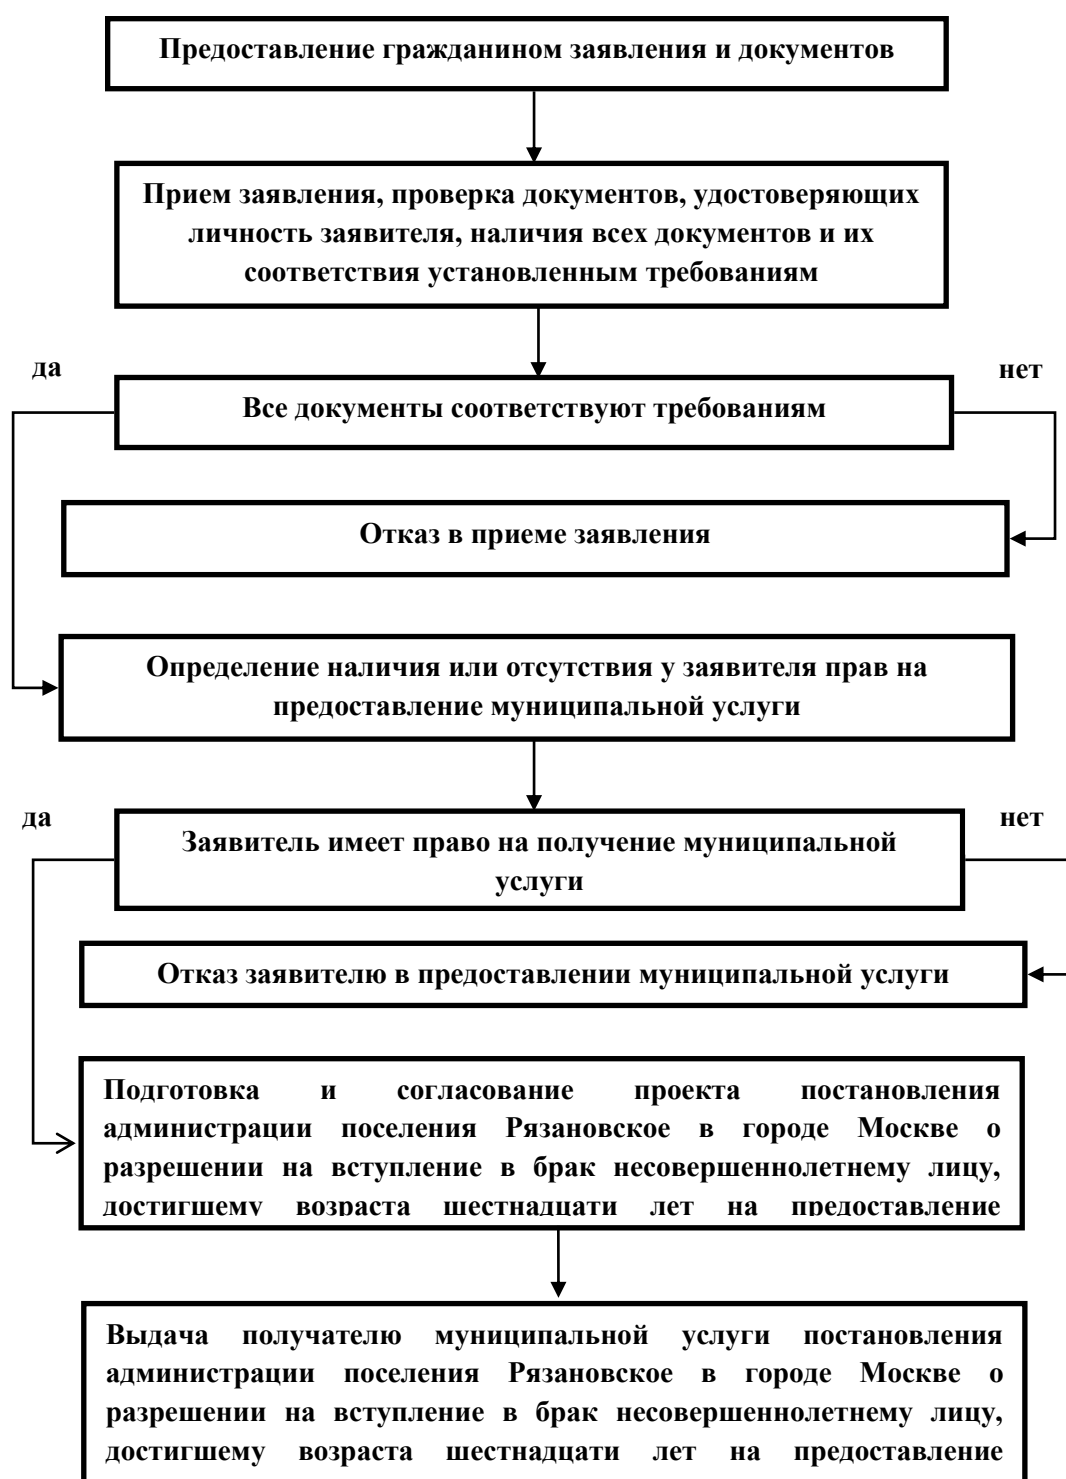 Предоставление гражданином заявления и документов
Прием заявления, проверка документов, удостоверяющих
личность заявителя, наличия всех документов и их
соответствия установленным требованиям
да
нет
Все документы соответствуют требованиям
Отказ в приеме заявления
Определение наличия или отсутствия у заявителя прав на
предоставление муниципальной услуги
да
нет
Заявитель имеет право на получение муниципальной
услуги
Отказ заявителю в предоставлении муниципальной услуги
Подготовка и согласование проекта постановления
администрации поселения Рязановское в городе Москве о
разрешении на вступление в брак несовершеннолетнему лицу,
достигшему возраста шестнадцати лет на предоставление
Выдача получателю муниципальной услуги постановления
администрации поселения Рязановское в городе Москве о
разрешении на вступление в брак несовершеннолетнему лицу,
достигшему возраста шестнадцати лет на предоставление